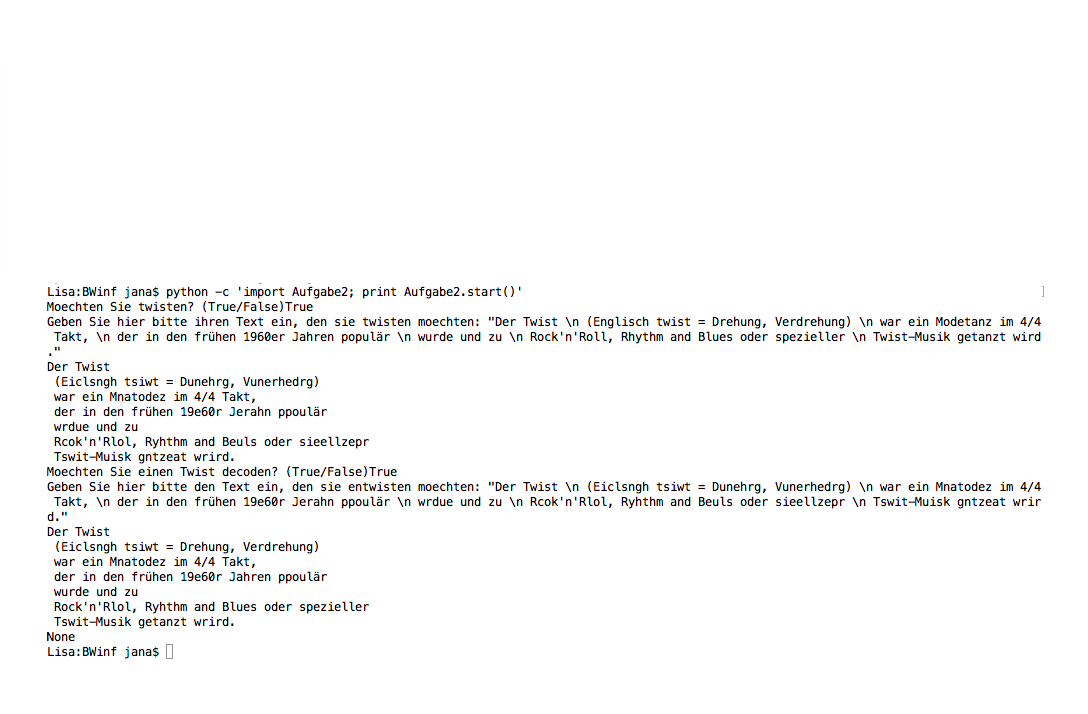 Lisa:BWinf jana$ python -c 'import Aufgabe2; print Aufgabe2.start()'
Moechten Sie twisten? (True/False)True
Geben Sie hier bitte ihren Text ein, den sie twisten moechten: "Der Twist \n (Englisch twist = Drehung, Verdrehung) \n war ein Modetanz im 4/4
 Takt, \n der in den frühen 1960er Jahren populär \n wurde und zu \n Rock'n'Roll, Rhythm and Blues oder spezieller \n Twist-Musik getanzt wird
."
Der Twist
 (Eiclsngh tsiwt = Dunehrg, Vunerhedrg)
 war ein Mnatodez im 4/4 Takt,
 der in den frühen 19e60r Jerahn ppoulär
 wrdue und zu
 Rcok'n'Rlol, Ryhthm and Beuls oder sieellzepr
 Tswit-Muisk gntzeat wrird.
Moechten Sie einen Twist decoden? (True/False)True
Geben Sie hier bitte den Text ein, den sie entwisten moechten: "Der Twist \n (Eiclsngh tsiwt = Dunehrg, Vunerhedrg) \n war ein Mnatodez im 4/4
 Takt, \n der in den frühen 19e60r Jerahn ppoulär \n wrdue und zu \n Rcok'n'Rlol, Ryhthm and Beuls oder sieellzepr \n Tswit-Muisk gntzeat wrir
d."
Der Twist
 (Eiclsngh tsiwt = Drehung, Verdrehung)
 war ein Mnatodez im 4/4 Takt,
 der in den frühen 19e60r Jahren ppoulär
 wurde und zu
 Rock'n'Rlol, Ryhthm and Blues oder spezieller
 Tswit-Musik getanzt wrird.
None
Lisa:BWinf jana$